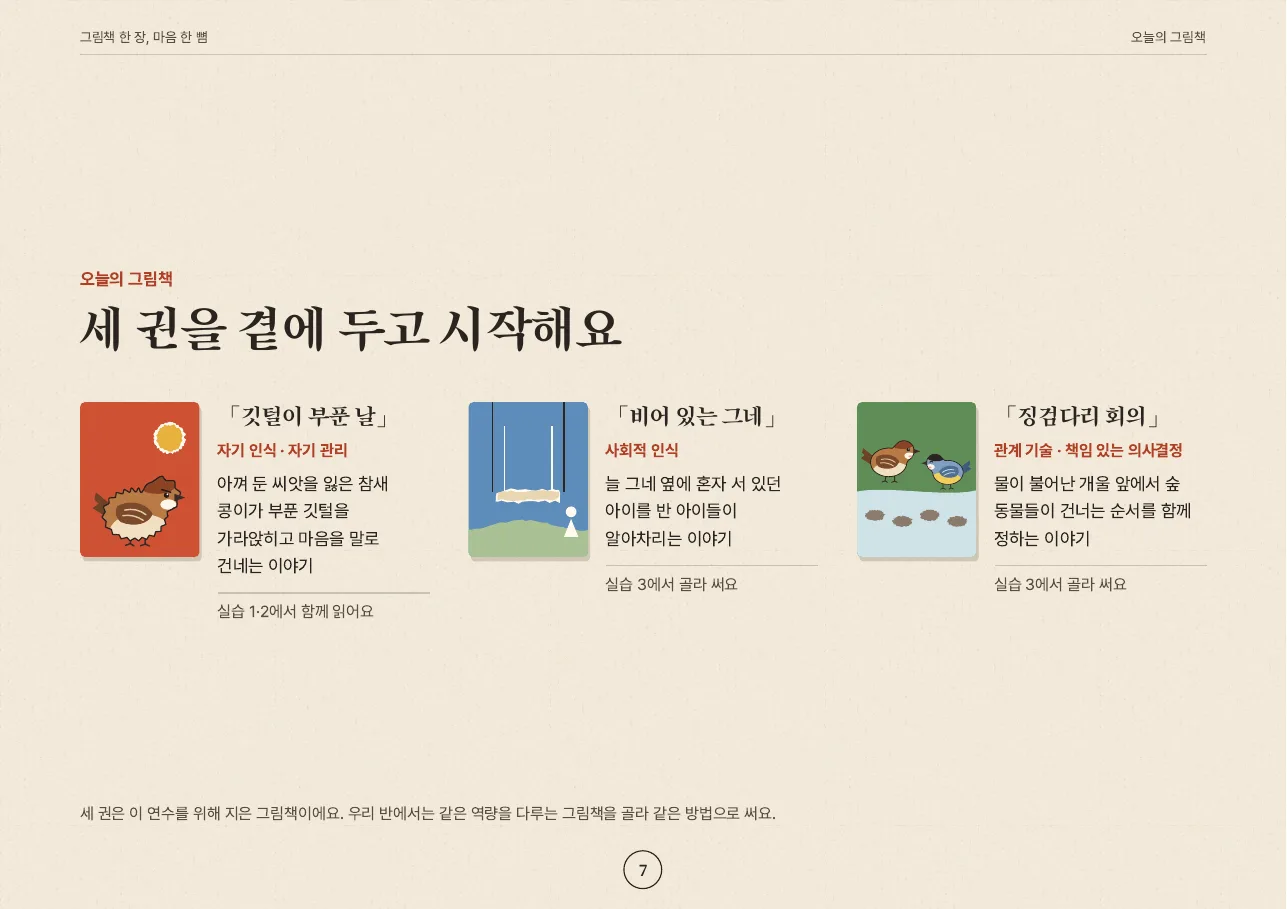 그림책 한 장, 마음 한 뼘
오늘의 그림책
오늘의 그림책
세 권을 곁에 두고 시작해요
「깃털이 부푼 날」
자기 인식 · 자기 관리
아껴 둔 씨앗을 잃은 참새
콩이가 부푼 깃털을
가라앉히고 마음을 말로
건네는 이야기
실습 1·2에서 함께 읽어요
「비어 있는 그네」
사회적 인식
늘 그네 옆에 혼자 서 있던
아이를 반 아이들이
알아차리는 이야기
실습 3에서 골라 써요
「징검다리 회의」
관계 기술 · 책임 있는 의사결정
물이 불어난 개울 앞에서 숲
동물들이 건너는 순서를 함께
정하는 이야기
실습 3에서 골라 써요
세 권은 이 연수를 위해 지은 그림책이에요. 우리 반에서는 같은 역량을 다루는 그림책을 골라 같은 방법으로 써요.
7